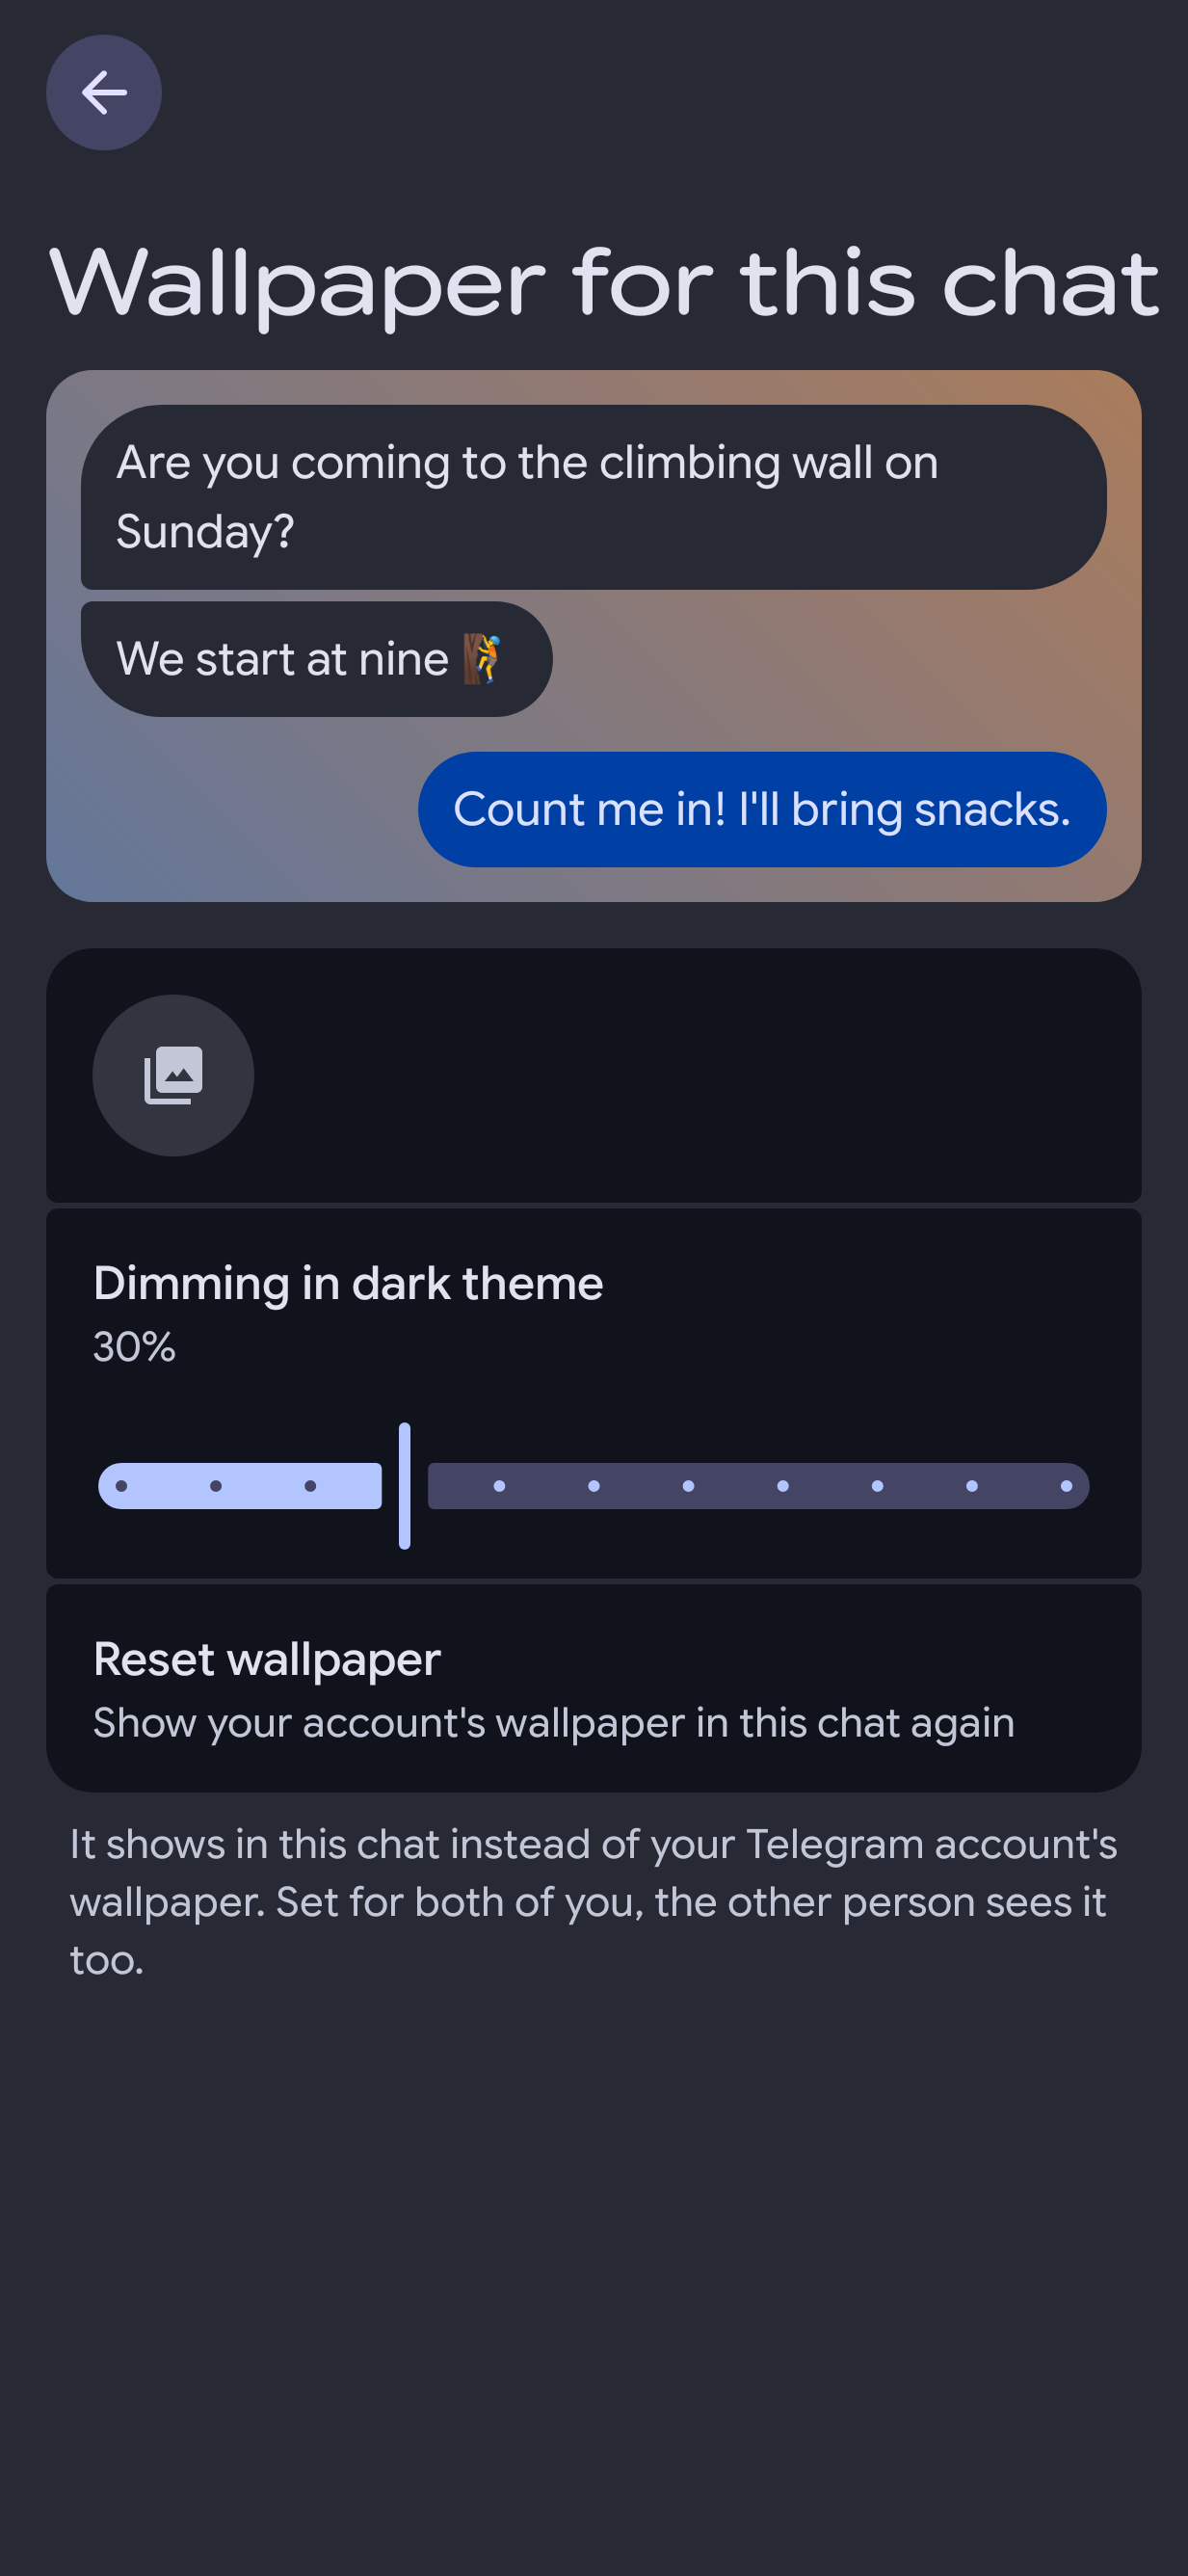 Wallpaper for this chat
Are you coming to the climbing wall on
Sunday?
We start at nine 🧗
Count me in! I'll bring snacks.
Dimming in dark theme
30%
Reset wallpaper
Show your account's wallpaper in this chat again
It shows in this chat instead of your Telegram account's
wallpaper. Set for both of you, the other person sees it
too.